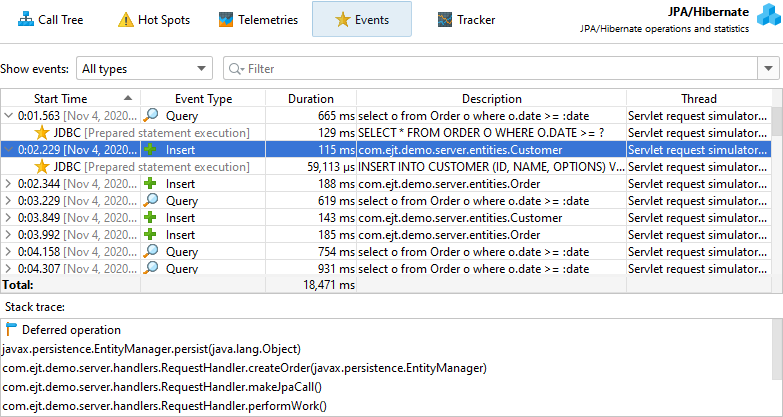 Call Tree Hot Spots Telemetries Events Tracker JPA/Hibernate
JPA/Hibernate operations and statistics
Show events: All types Filter
Start Time Event Type Duration Description Thread
0:01.563 [Nov 4, 2020... Query 665 ms select o from Order o where o.date >= :date Servlet request simulator...
JDBC [Prepared statement execution] 129 ms SELECT * FROM ORDER O WHERE O.DATE >= ? Servlet request simulator...
0:02.229 [Nov 4, 2020... Insert 115 ms com.ejt.demo.server.entities.Customer Servlet request simulator...
JDBC [Prepared statement execution] 59,113 µs INSERT INTO CUSTOMER (ID, NAME, OPTIONS) V... Servlet request simulator...
0:02.344 [Nov 4, 2020... Insert 188 ms com.ejt.demo.server.entities.Order Servlet request simulator...
0:03.229 [Nov 4, 2020... Query 619 ms select o from Order o where o.date >= :date Servlet request simulator...
0:03.849 [Nov 4, 2020... Insert 143 ms com.ejt.demo.server.entities.Customer Servlet request simulator...
0:03.992 [Nov 4, 2020... Insert 185 ms com.ejt.demo.server.entities.Order Servlet request simulator...
0:04.158 [Nov 4, 2020... Query 754 ms select o from Order o where o.date >= :date Servlet request simulator...
0:04.307 [Nov 4, 2020... Query 931 ms select o from Order o where o.date >= :date Servlet request simulator...
Total: 18,471 ms
Stack trace:
Deferred operation
javax.persistence.EntityManager.persist(java.lang.Object)
com.ejt.demo.server.handlers.RequestHandler.createOrder(javax.persistence.EntityManager)
com.ejt.demo.server.handlers.RequestHandler.makeJpaCall()
com.ejt.demo.server.handlers.RequestHandler.performWork()